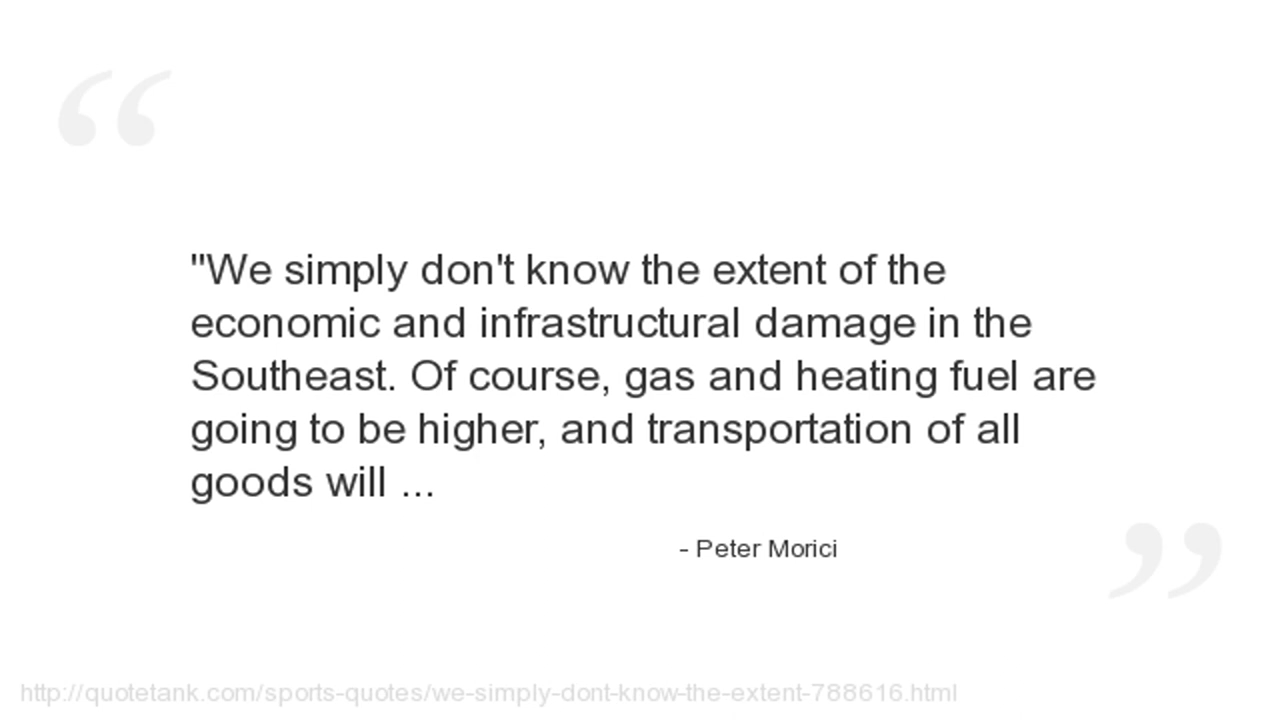 "We simply don't know the extent of the
economic and infrastructural damage in the
Southeast. Of course, gas and heating fuel are
going to be higher, and transportation of all
goods will ...
- Peter Morici
http://quotetank.com/sports-quotes/we-simply-dont-know-the-extent-788616.html